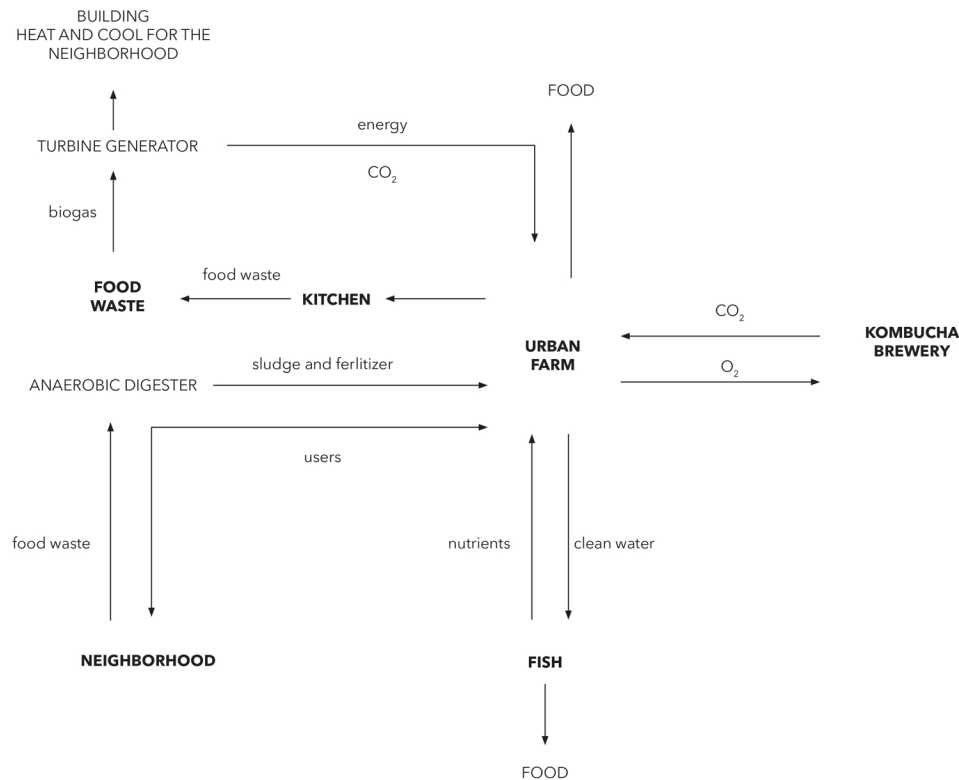 BUILDING
HEAT AND COOL FOR THE
NEIGHBORHOOD
FOOD
energy
TURBINE GENERATOR
CO₂
biogas
food waste
FOOD
WASTE
KITCHEN
CO₂
KOMBUCHA
BREWERY
URBAN
FARM
sludge and ferlitizer
O₂
ANAEROBIC DIGESTER
users
food waste
nutrients
clean water
NEIGHBORHOOD
FISH
FOOD